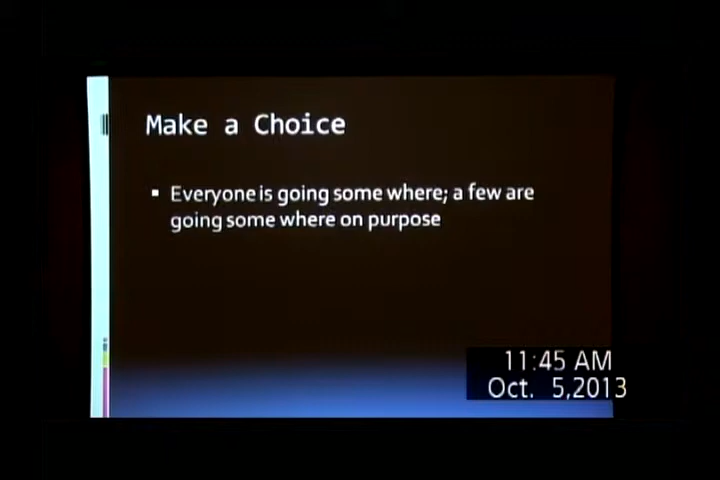 Make a Choice
Everyone is going some where; a few are
going some where on purpose
11:45 AM
Oct. 5,2013